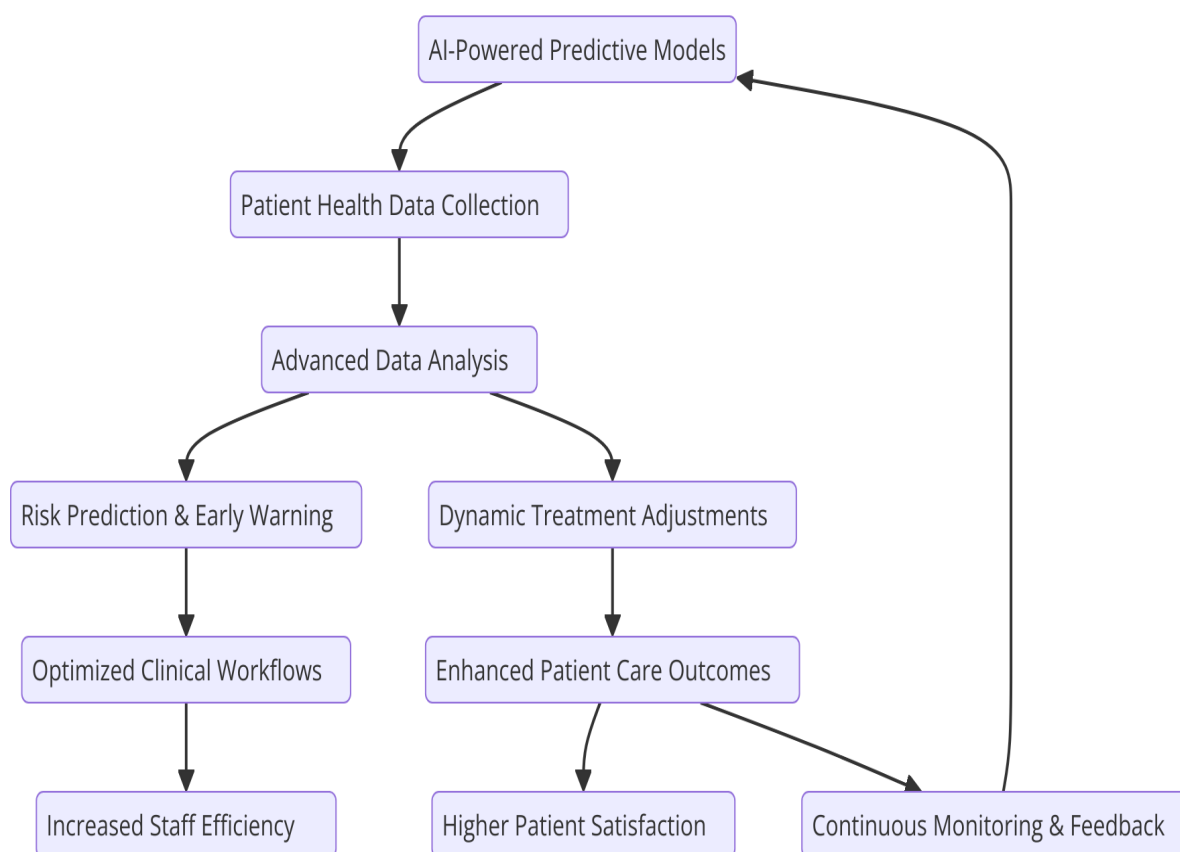 AI-Powered Predictive Models
Patient Health Data Collection
Advanced Data Analysis
Risk Prediction & Early Warning
Dynamic Treatment Adjustments
Optimized Clinical Workflows
Enhanced Patient Care Outcomes
Increased Staff Efficiency
Higher Patient Satisfaction
Continuous Monitoring & Feedback